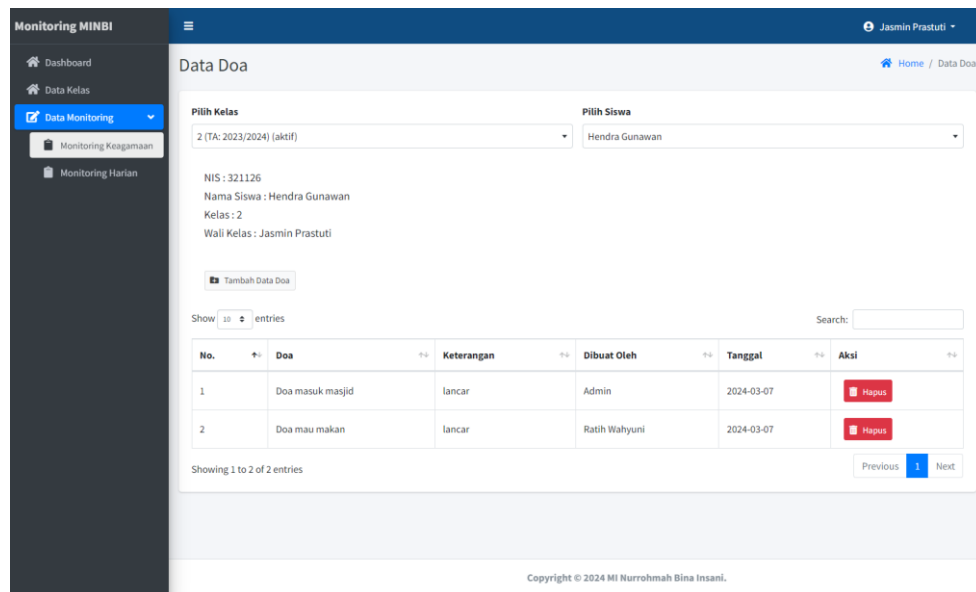 Monitoring MINBI
Jasmin Prastuti
Dashboard
Data Kelas
Data Monitoring
Monitoring Keagamaan
Monitoring Harian
Data Doa
Home / Data Doa
Pilih Kelas
Pilih Siswa
2 (TA: 2023/2024) (aktif)
Hendra Gunawan
NIS : 321126
Nama Siswa : Hendra Gunawan
Kelas : 2
Wali Kelas : Jasmin Prastuti
Tambah Data Doa
Show 10 entries
Search:
No. Doa Keterangan Dibuat Oleh Tanggal Aksi
1 Doa masuk masjid lancar Admin 2024-03-07 Hapus
2 Doa mau makan lancar Ratih Wahyuni 2024-03-07 Hapus
Showing 1 to 2 of 2 entries
Previous 1 Next
Copyright © 2024 MI Nurrohmah Bina Insani.